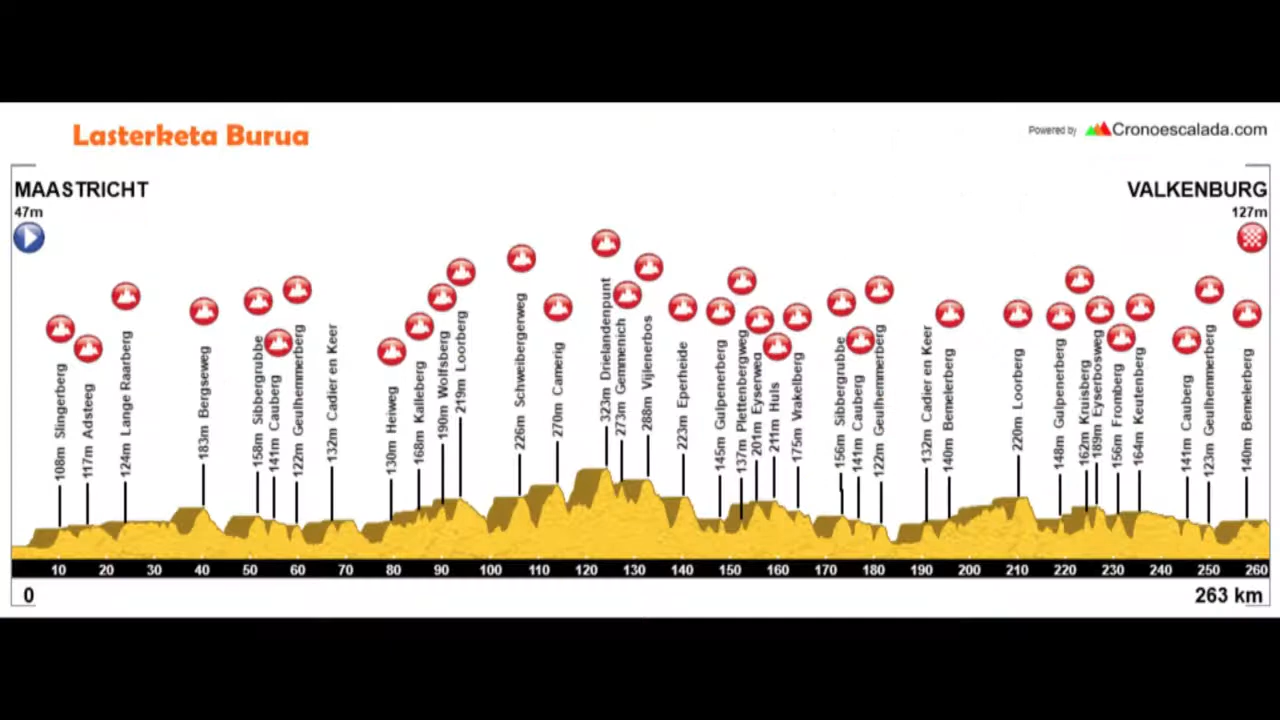 Lasterketa Burua
Powered by Cronoescalada.com
MAASTRICHT
47m
VALKENBURG
127m
108m Slingerberg
117m Adsteeg
124m Lange Raarberg
183m Bergseweg
158m Sibbergrubbe
141m Cauberg
122m Geulhemmerberg
132m Cadier en Keer
130m Heiweg
168m Kalleberg
190m Wolfsberg
219m Loorberg
226m Schweibergerweg
270m Camerig
323m Drielandenpunt
273m Gemmenich
288m Vijlenerbos
223m Eperheide
145m Gulpenerberg
137m Plettenbergweg
201m Eyserweg
211m Huls
175m Vrakelberg
156m Sibbergrubbe
141m Cauberg
122m Geulhemmerberg
132m Cadier en Keer
140m Bemelerberg
220m Loorberg
148m Gulpenerberg
162m Kruisberg
189m Eyserbosweg
156m Fromberg
164m Keutenberg
141m Cauberg
123m Geulhemmerberg
140m Bemelerberg
10 20 30 40 50 60 70 80 90 100 110 120 130 140 150 160 170 180 190 200 210 220 230 240 250 260
0
263 km